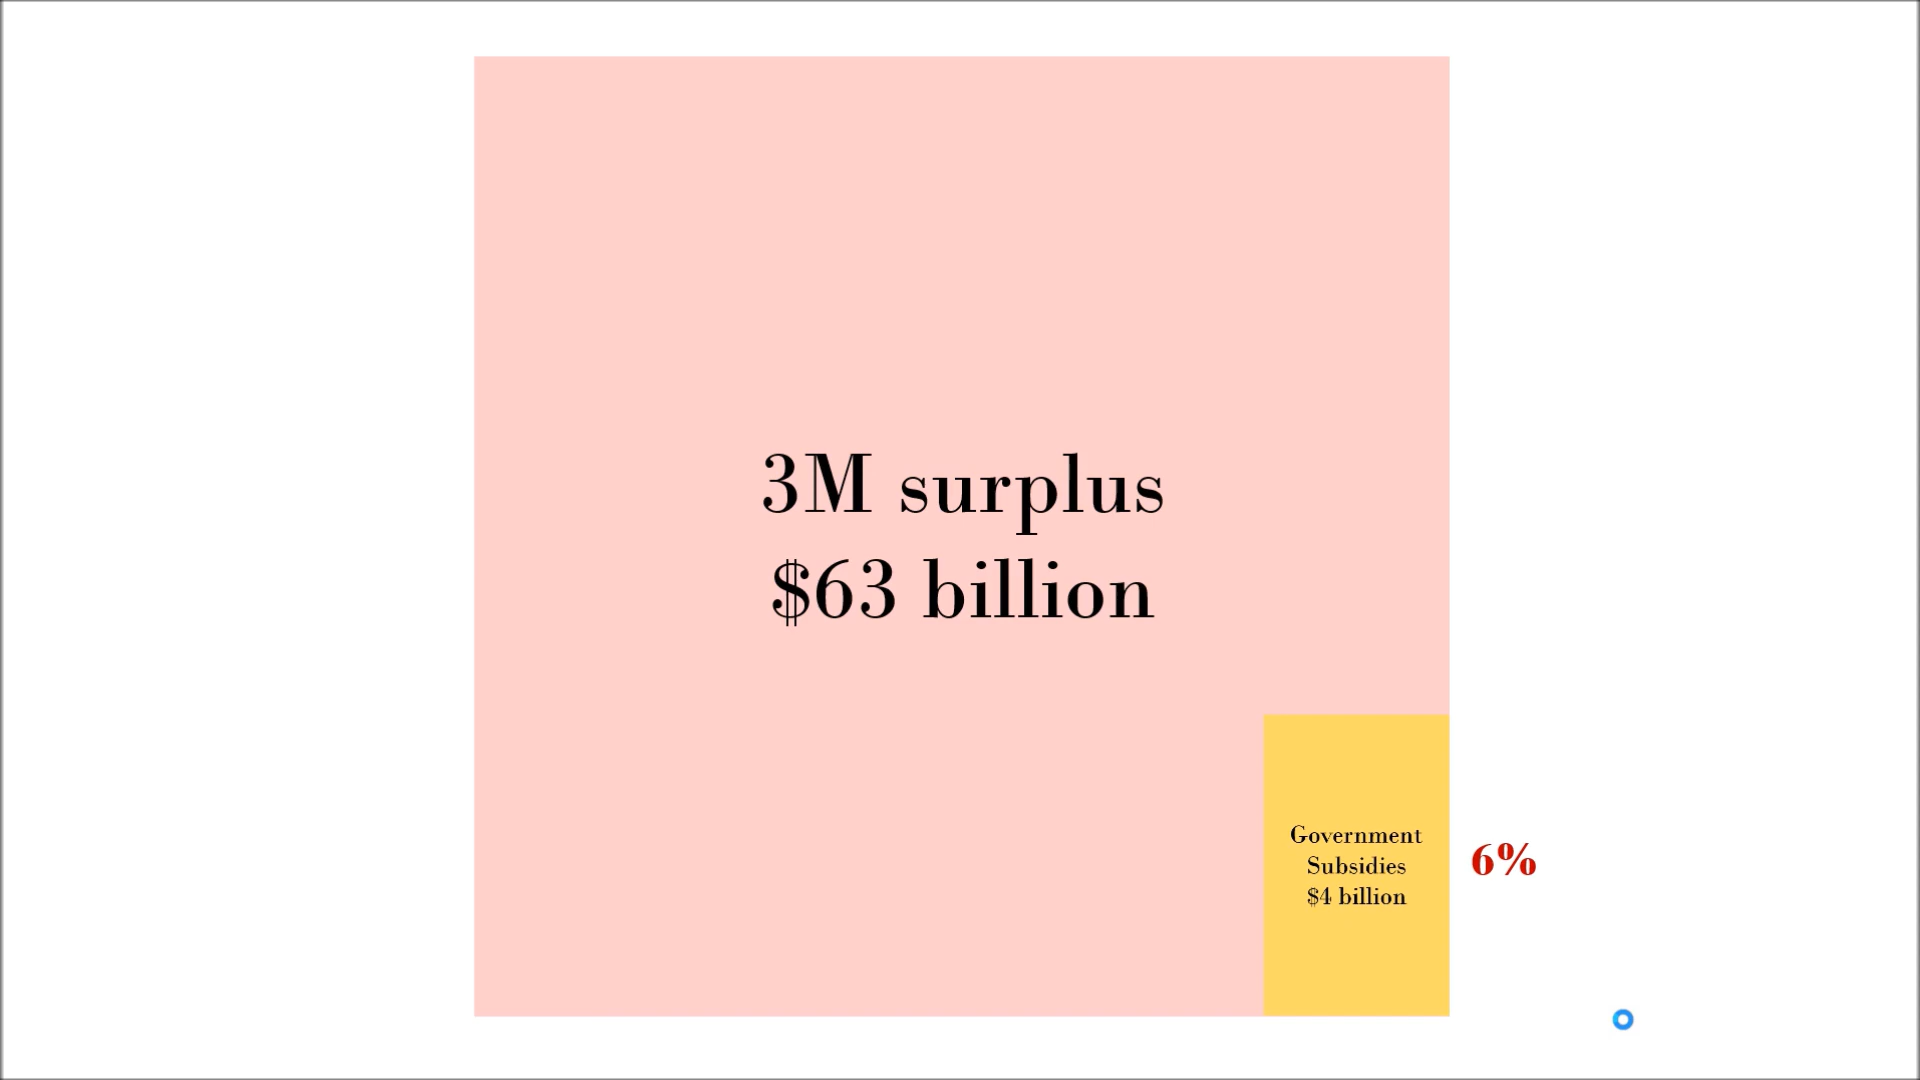 3M surplus
$63 billion
Government
Subsidies
$4 billion
6%